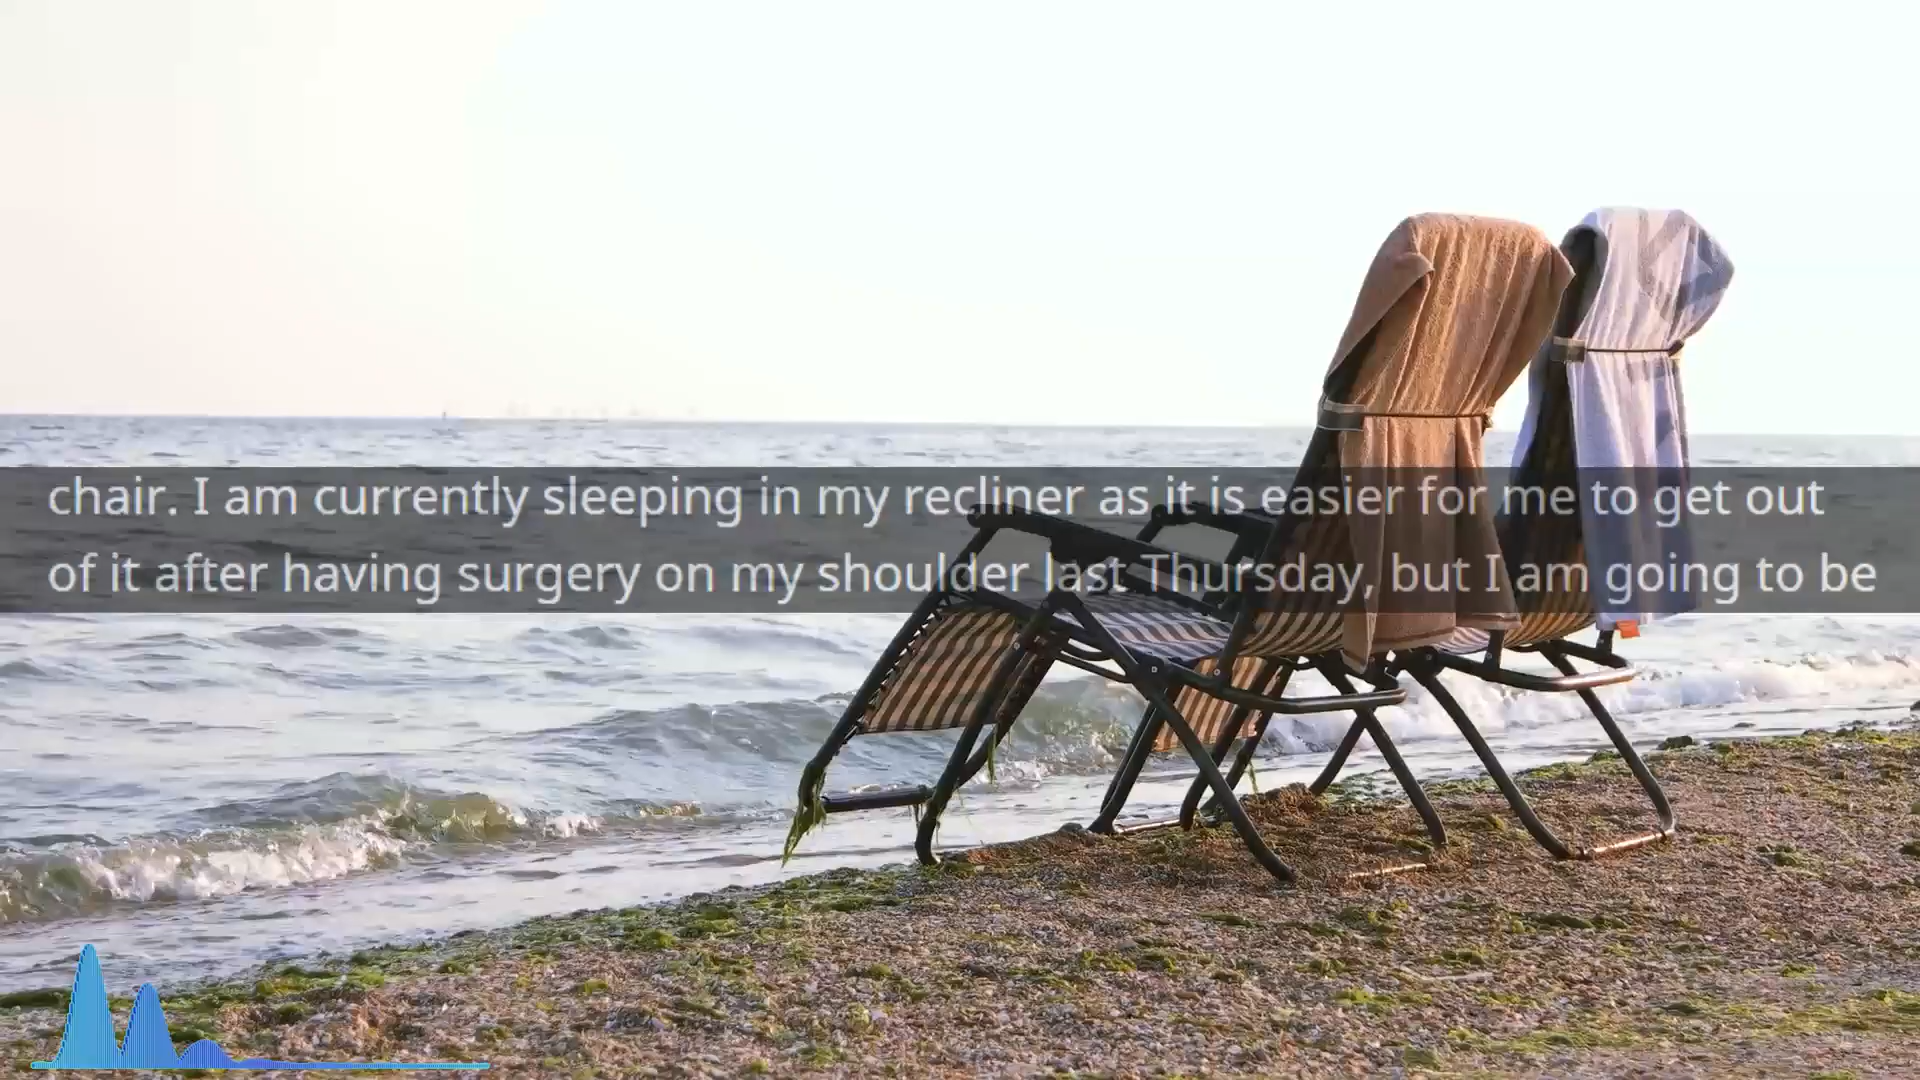 chair. I am currently sleeping in my recliner as it is easier for me to get out
of it after having surgery on my shoulder last Thursday, but I am going to be